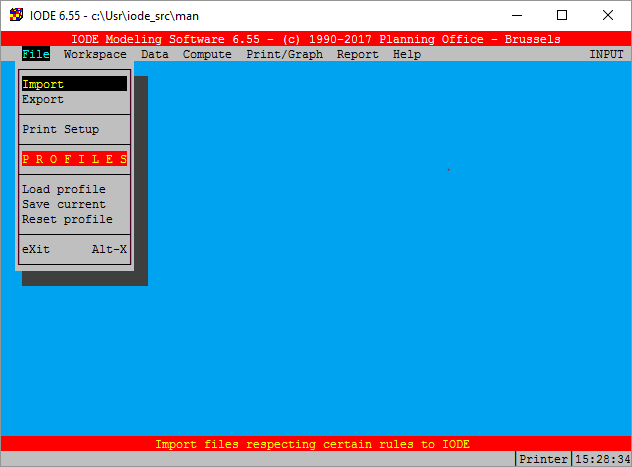 IODE 6.55 - c:\Usr\iode_src\man
IODE Modeling Software 6.55 - (c) 1990-2017 Planning Office - Brussels
File Workspace Data Compute Print/Graph Report Help INPUT
Import
Export
Print Setup
P R O F I L E S
Load profile
Save current
Reset profile
eXit Alt-X
Import files respecting certain rules to IODE
Printer 15:28:34